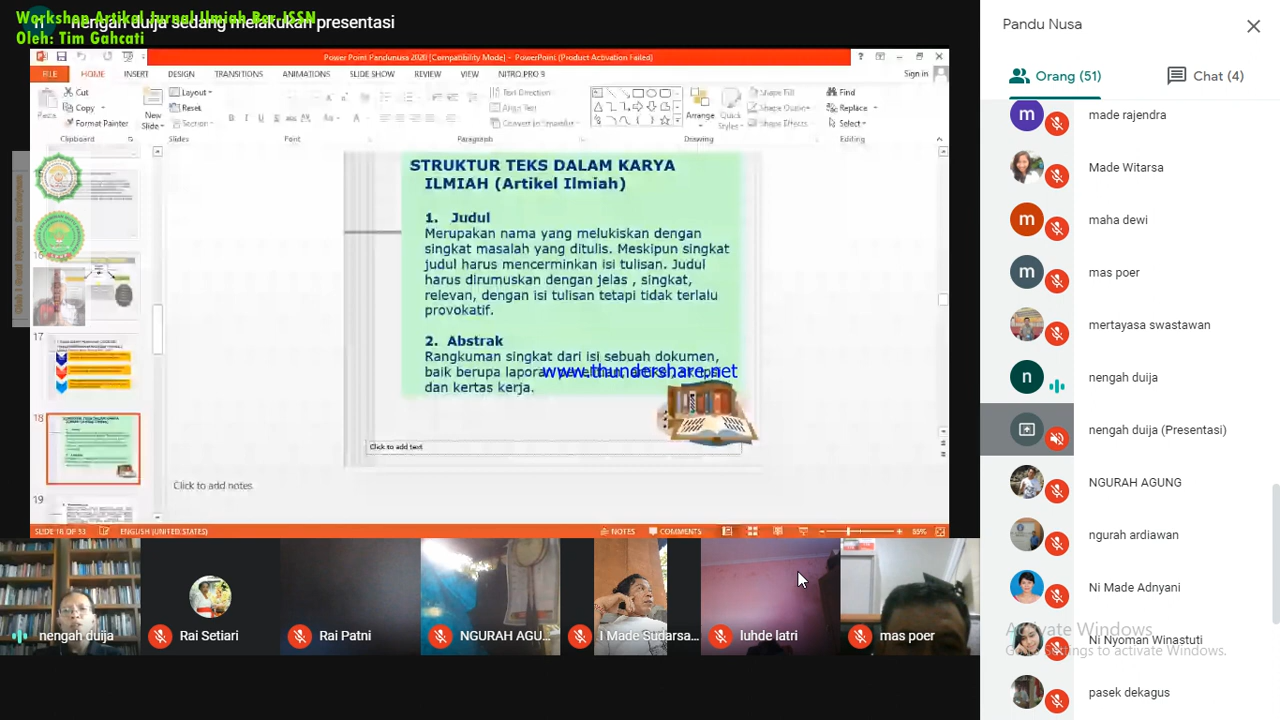 Workshop Artikel Jurnal Ilmiah Ber-ISSN
Oleh: Tim Gahcati
n nengah duija sedang melakukan presentasi
Power Point Pandunusa 2020 [Compatibility Mode] - PowerPoint (Product Activation Failed)
FILE HOME INSERT DESIGN TRANSITIONS ANIMATIONS SLIDE SHOW REVIEW VIEW NITRO PRO 9 Sign in
Paste
Cut
Copy
Format Painter
Clipboard
New Slide
Layout
Reset
Section
Slides
Font
Text Direction
Align Text
Convert to SmartArt
Paragraph
Arrange
Quick Styles
Shape Fill
Shape Outline
Shape Effects
Drawing
Find
Replace
Select
Editing
16
17
18
19
STRUKTUR TEKS DALAM KARYA
ILMIAH (Artikel Ilmiah)
1. Judul
Merupakan nama yang melukiskan dengan
singkat masalah yang ditulis. Meskipun singkat
judul harus mencerminkan isi tulisan. Judul
harus dirumuskan dengan jelas , singkat,
relevan, dengan isi tulisan tetapi tidak terlalu
provokatif.
2. Abstrak
Rangkuman singkat dari isi sebuah dokumen,
baik berupa laporan
dan kertas kerja.
www.thundershare.net
Click to add text
Click to add notes
SLIDE 18 OF 33 ENGLISH (UNITED STATES) NOTES COMMENTS 55%
nengah duija
Rai Setiari
Rai Patni
NGURAH AGU...
I Made Sudarsa...
luhde latri
mas poer
Pandu Nusa
Orang (51) Chat (4)
m made rajendra
Made Witarsa
m maha dewi
m mas poer
mertayasa swastawan
n nengah duija
nengah duija (Presentasi)
NGURAH AGUNG
ngurah ardiawan
Ni Made Adnyani
Ni Nyoman Winastuti
pasek dekagus
Activate Windows
Go to Settings to activate Windows.